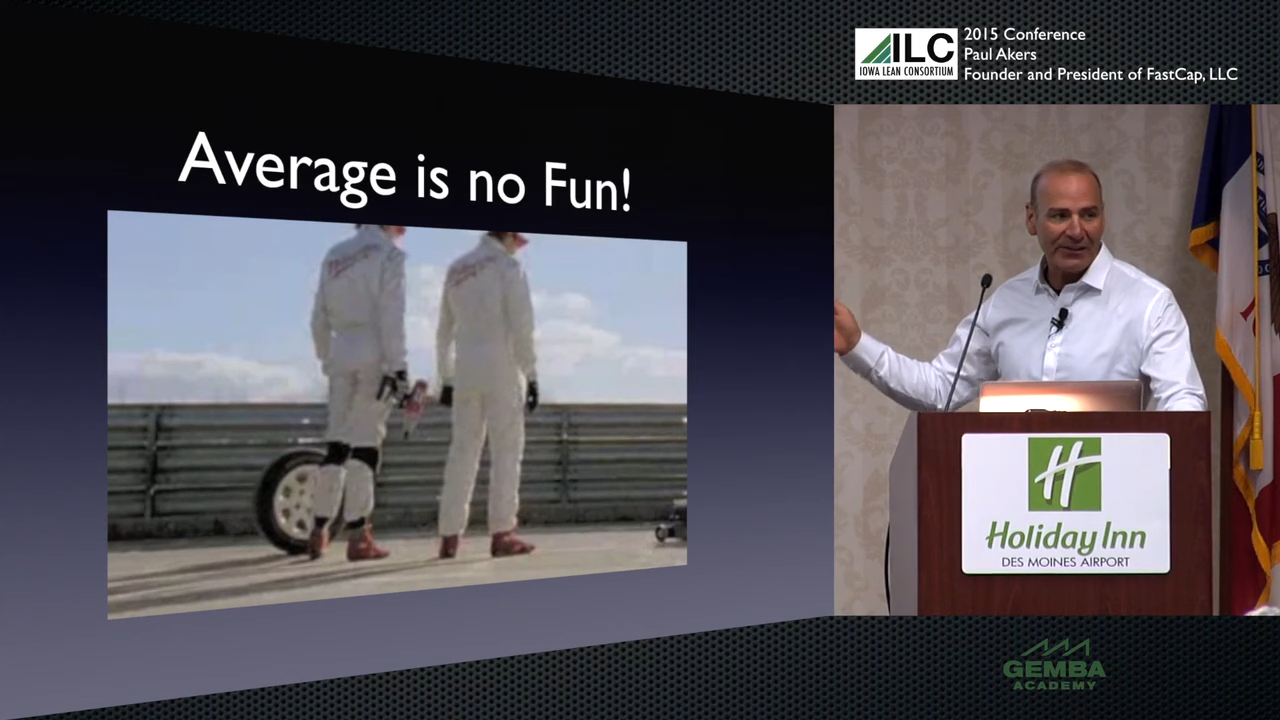 ILC
IOWA LEAN CONSORTIUM
2015 Conference
Paul Akers
Founder and President of FastCap, LLC
Average is no Fun!
H
Holiday Inn
DES MOINES AIRPORT
GEMBA
ACADEMY